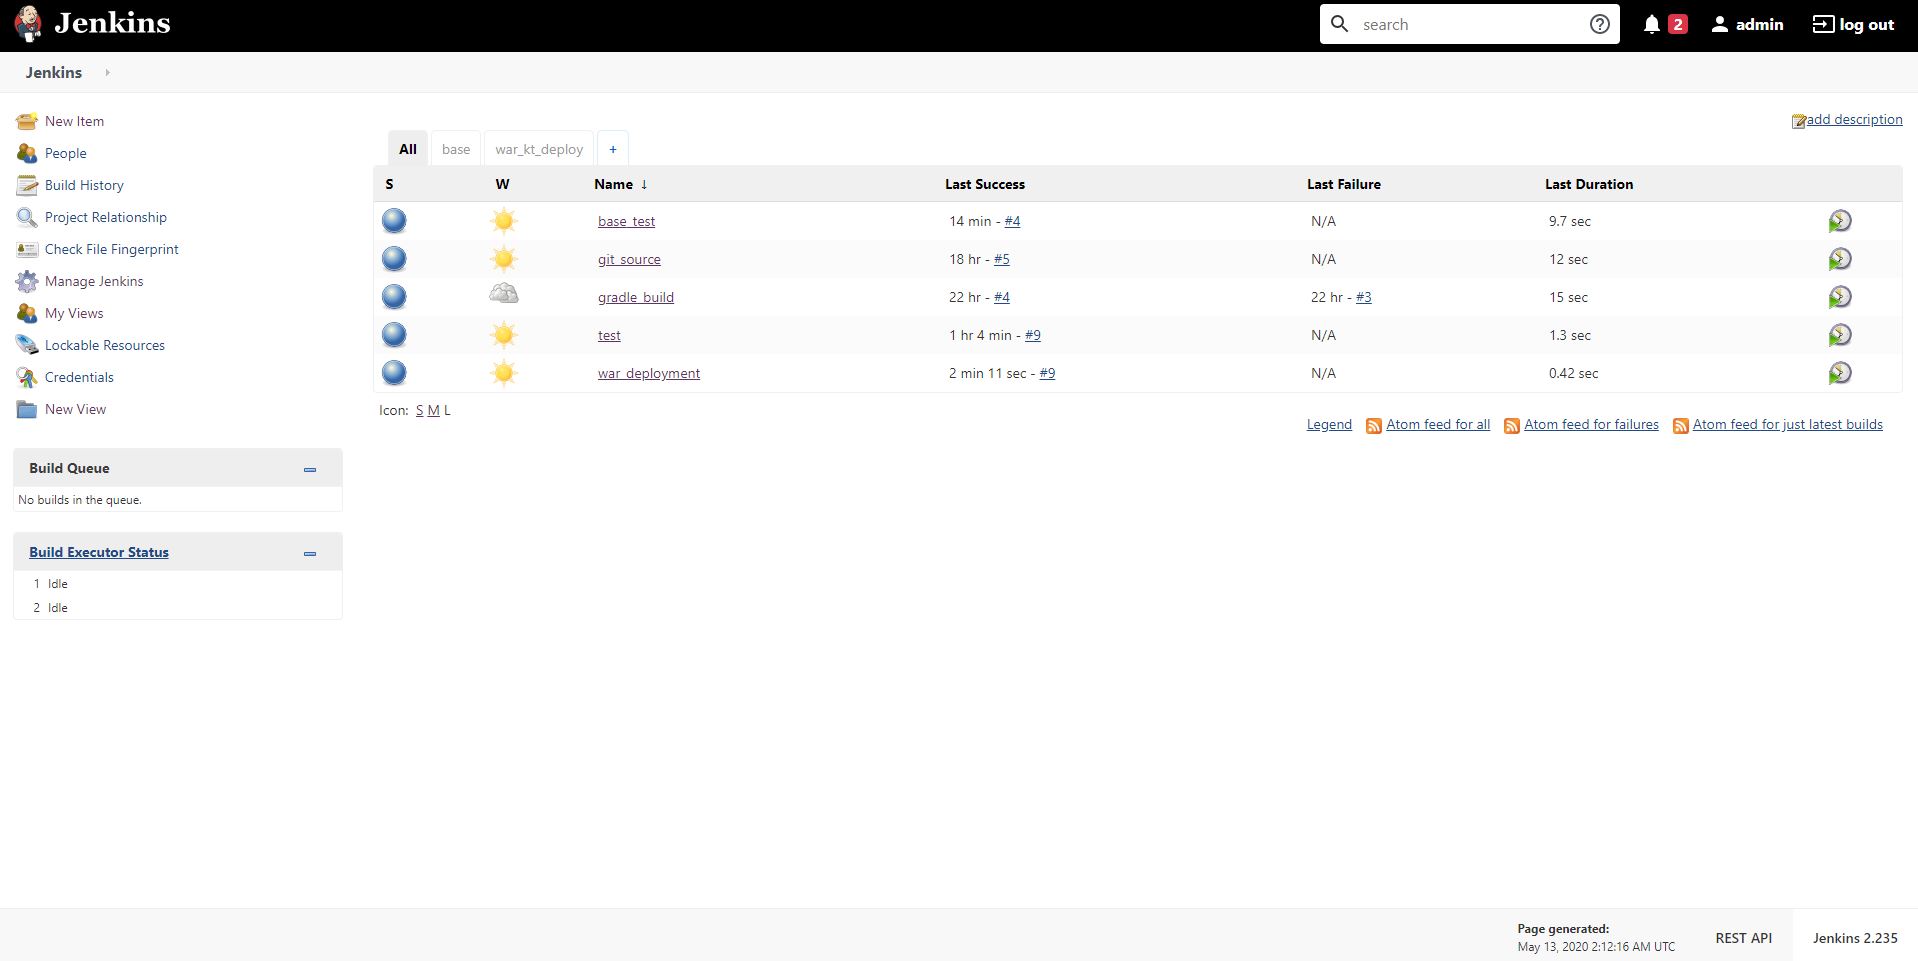 Jenkins
search
2
admin
log out
Jenkins
New Item
People
Build History
Project Relationship
Check File Fingerprint
Manage Jenkins
My Views
Lockable Resources
Credentials
New View
Build Queue
No builds in the queue.
Build Executor Status
1 Idle
2 Idle
add description
All base war_kt_deploy +
S W Name ↓ Last Success Last Failure Last Duration
base_test 14 min - #4 N/A 9.7 sec
git_source 18 hr - #5 N/A 12 sec
gradle_build 22 hr - #4 22 hr - #3 15 sec
test 1 hr 4 min - #9 N/A 1.3 sec
war_deployment 2 min 11 sec - #9 N/A 0.42 sec
Icon: S M L
Legend Atom feed for all Atom feed for failures Atom feed for just latest builds
Page generated:
May 13, 2020 2:12:16 AM UTC
REST API
Jenkins 2.235